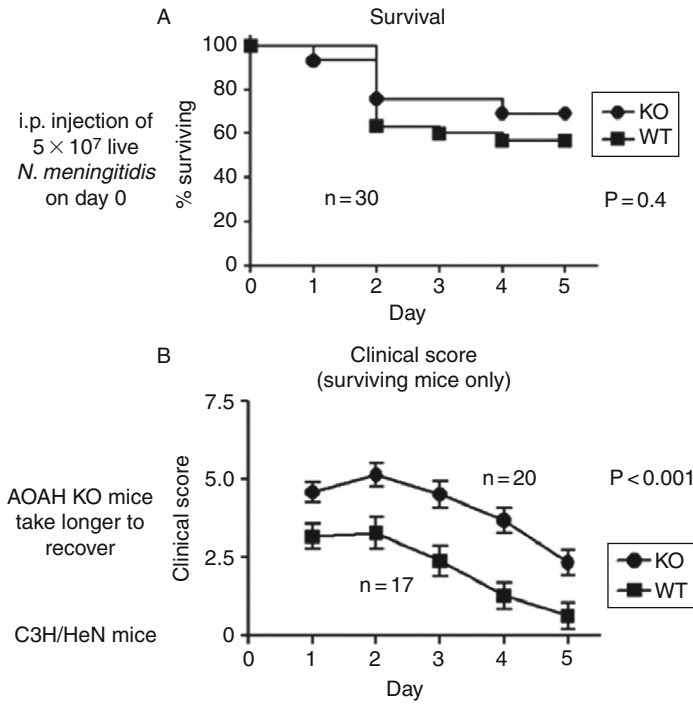 A
Survival
i.p. injection of
5 × 10⁷ live
N. meningitidis
on day 0
% surviving
100
80
60
40
20
0
n = 30
KO
WT
P = 0.4
0 1 2 3 4 5
Day
B
Clinical score
(surviving mice only)
AOAH KO mice
take longer to
recover
C3H/HeN mice
Clinical score
7.5
5.0
2.5
0
n = 20
n = 17
P < 0.001
KO
WT
0 1 2 3 4 5
Day